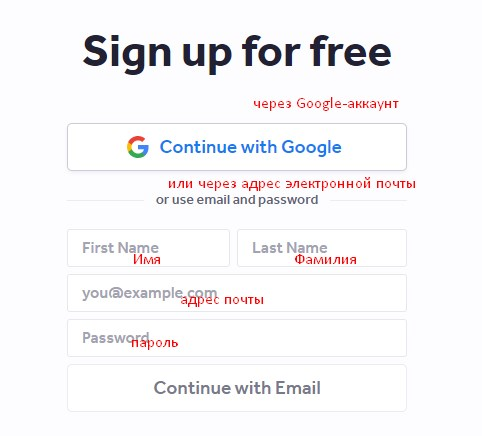 Sign up for free
через Google-аккаунт
Continue with Google
или через адрес электронной почты
or use email and password
First Name
Last Name
Имя
Фамилия
you@example.com
адрес почты
Password
пароль
Continue with Email